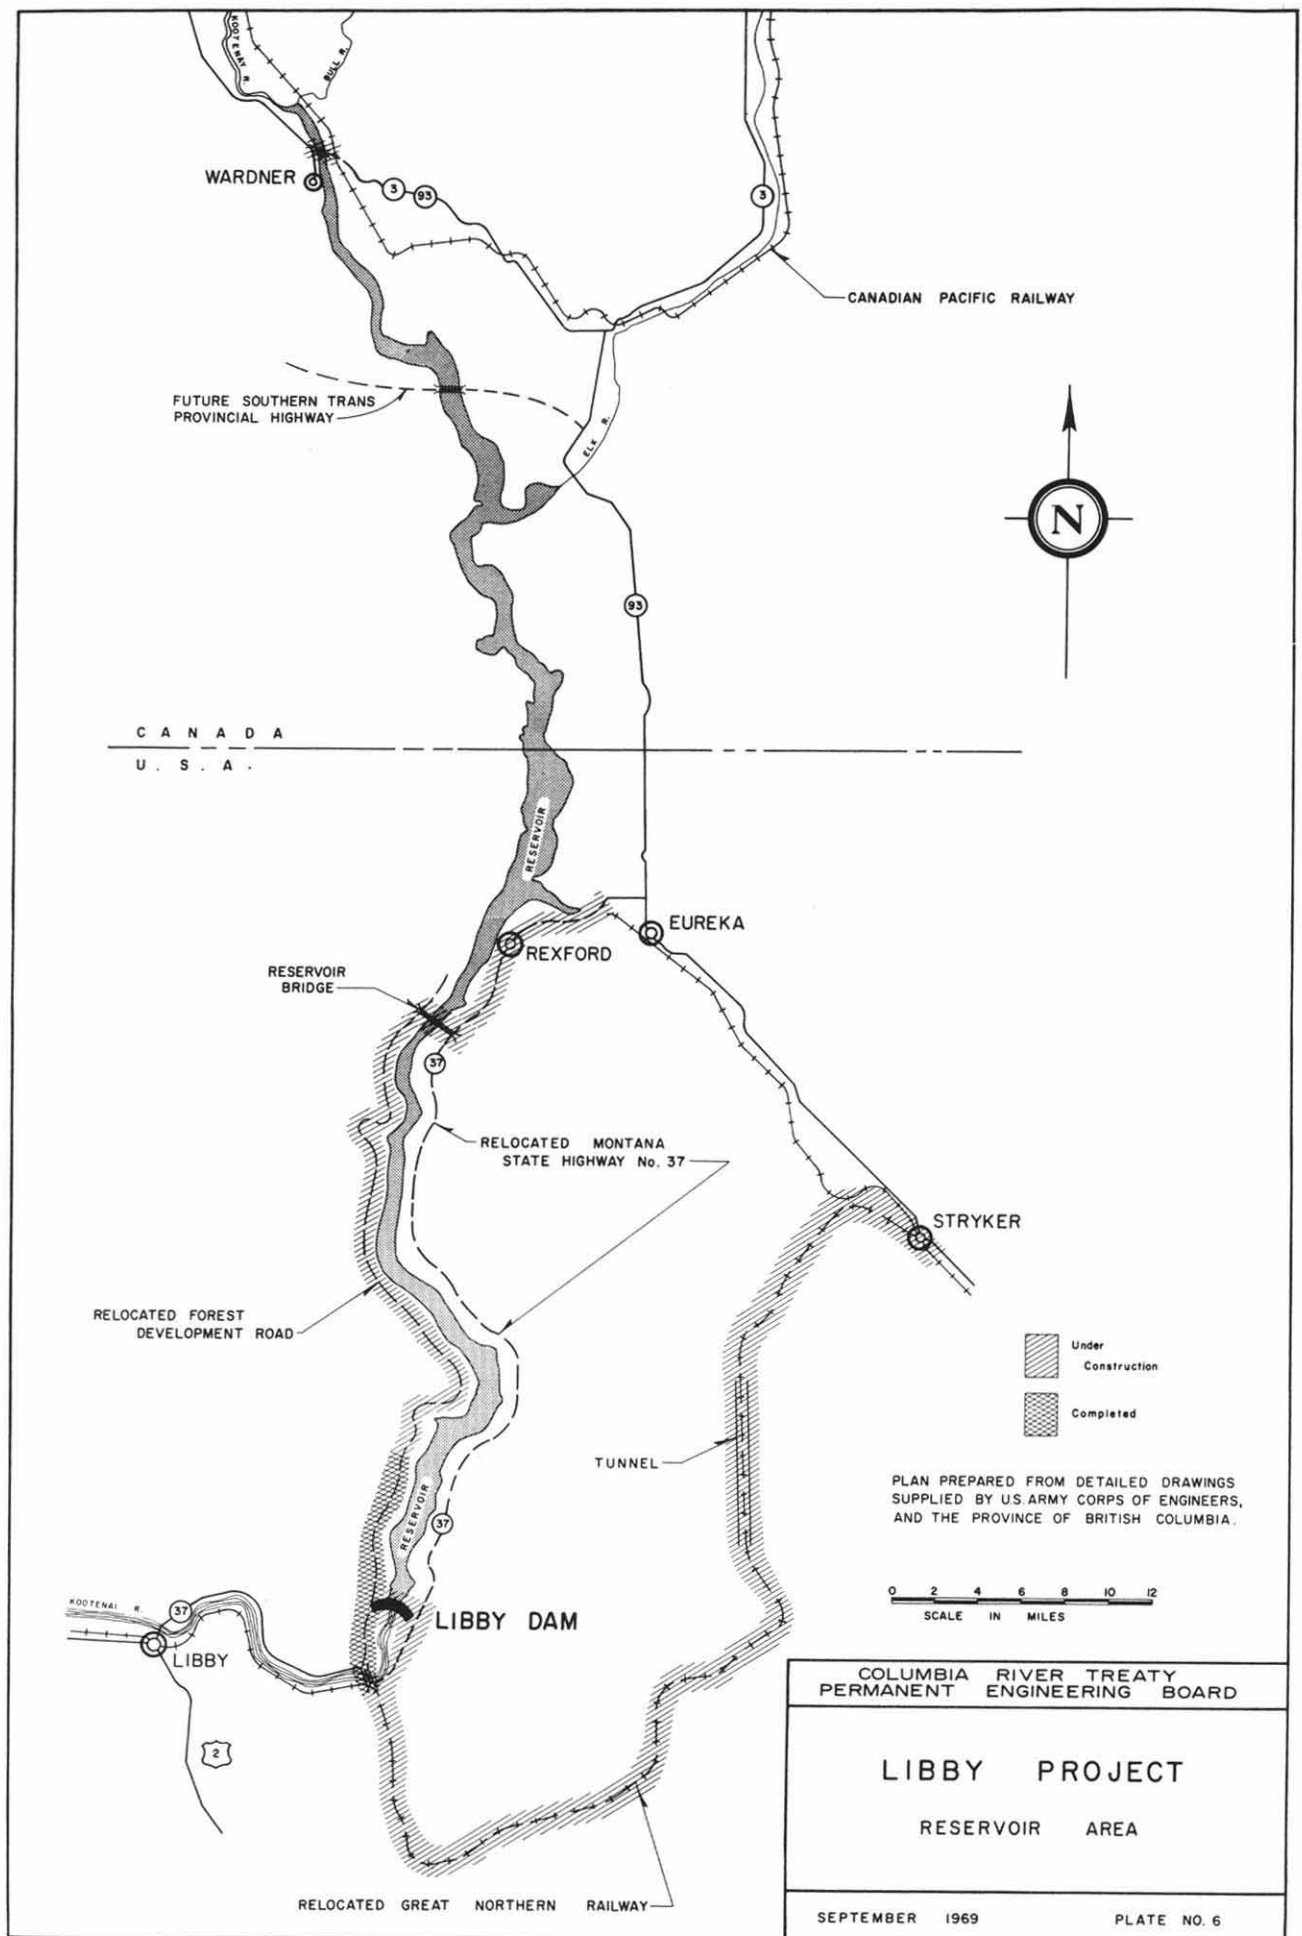 KOOTENAY R.
BULL R.
WARDNER
3
93
3
CANADIAN PACIFIC RAILWAY
FUTURE SOUTHERN TRANS
PROVINCIAL HIGHWAY
ELK R.
N
93
CANADA
U.S.A.
RESERVOIR
EUREKA
REXFORD
RESERVOIR
BRIDGE
37
RELOCATED MONTANA
STATE HIGHWAY No. 37
STRYKER
RELOCATED FOREST
DEVELOPMENT ROAD
Under
Construction
Completed
TUNNEL
PLAN PREPARED FROM DETAILED DRAWINGS
SUPPLIED BY U.S. ARMY CORPS OF ENGINEERS,
AND THE PROVINCE OF BRITISH COLUMBIA.
RESERVOIR
37
0 2 4 6 8 10 12
SCALE IN MILES
KOOTENAI R.
37
LIBBY DAM
LIBBY
2
COLUMBIA RIVER TREATY
PERMANENT ENGINEERING BOARD
LIBBY PROJECT
RESERVOIR AREA
RELOCATED GREAT NORTHERN RAILWAY
SEPTEMBER 1969
PLATE NO. 6